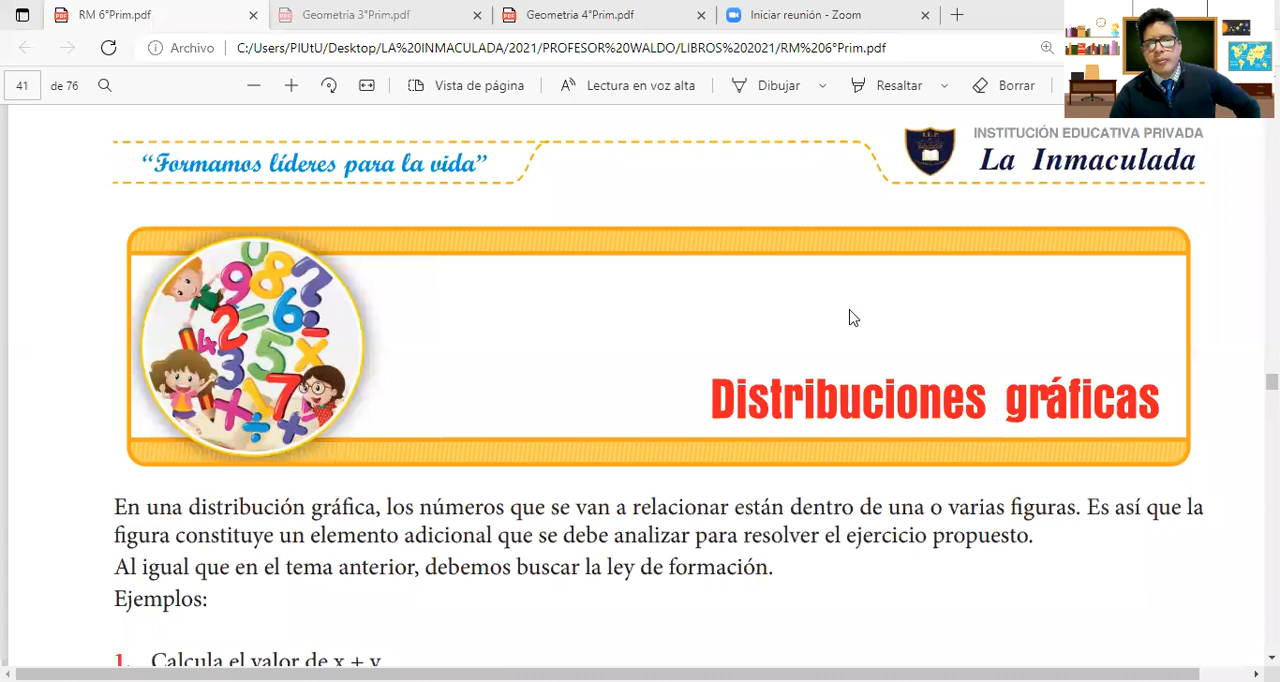 RM 6°Prim.pdf
Geometria 3°Prim.pdf
Geometria 4°Prim.pdf
Iniciar reunión - Zoom
Archivo
C:/Users/PIUtU/Desktop/LA%20INMACULADA/2021/PROFESOR%20WALDO/LIBROS%202021/RM%206°Prim.pdf
41 de 76
Vista de página
Lectura en voz alta
Dibujar
Resaltar
Borrar
“Formamos líderes para la vida”
INSTITUCIÓN EDUCATIVA PRIVADA
La Inmaculada
Distribuciones gráficas
En una distribución gráfica, los números que se van a relacionar están dentro de una o varias figuras. Es así que la
figura constituye un elemento adicional que se debe analizar para resolver el ejercicio propuesto.
Al igual que en el tema anterior, debemos buscar la ley de formación.
Ejemplos:
1. Calcula el valor de x + y